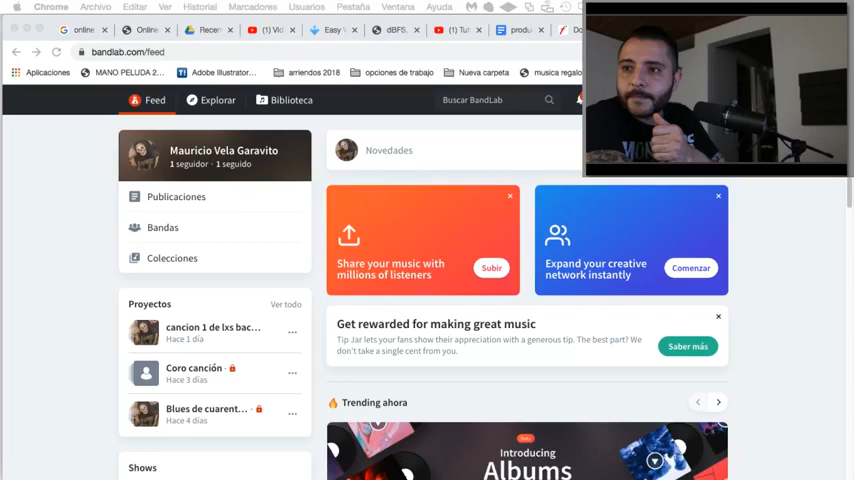 Chrome Archivo Editar Ver Historial Marcadores Usuarios Pestaña Ventana Ayuda
online Online Recen Vid Easy V dBFS, Tut produ Do
bandlab.com/feed
Aplicaciones MANO PELUDA 2... Adobe Illustrator... arriendos 2018 opciones de trabajo Nueva carpeta musica regalo
Feed Explorar Biblioteca Buscar BandLab
Mauricio Vela Garavito
1 seguidor · 1 seguido
Publicaciones
Bandas
Colecciones
Proyectos Ver todo
cancion 1 de lxs bac...
Hace 1 día
Coro canción
Hace 3 días
Blues de cuarent...
Hace 4 días
Shows
Novedades
Share your music with
millions of listeners
Subir
Expand your creative
network instantly
Comenzar
Get rewarded for making great music
Tip Jar lets your fans show their appreciation with a generous tip. The best part? We
don't take a single cent from you.
Saber más
Trending ahora
Introducing
Albums